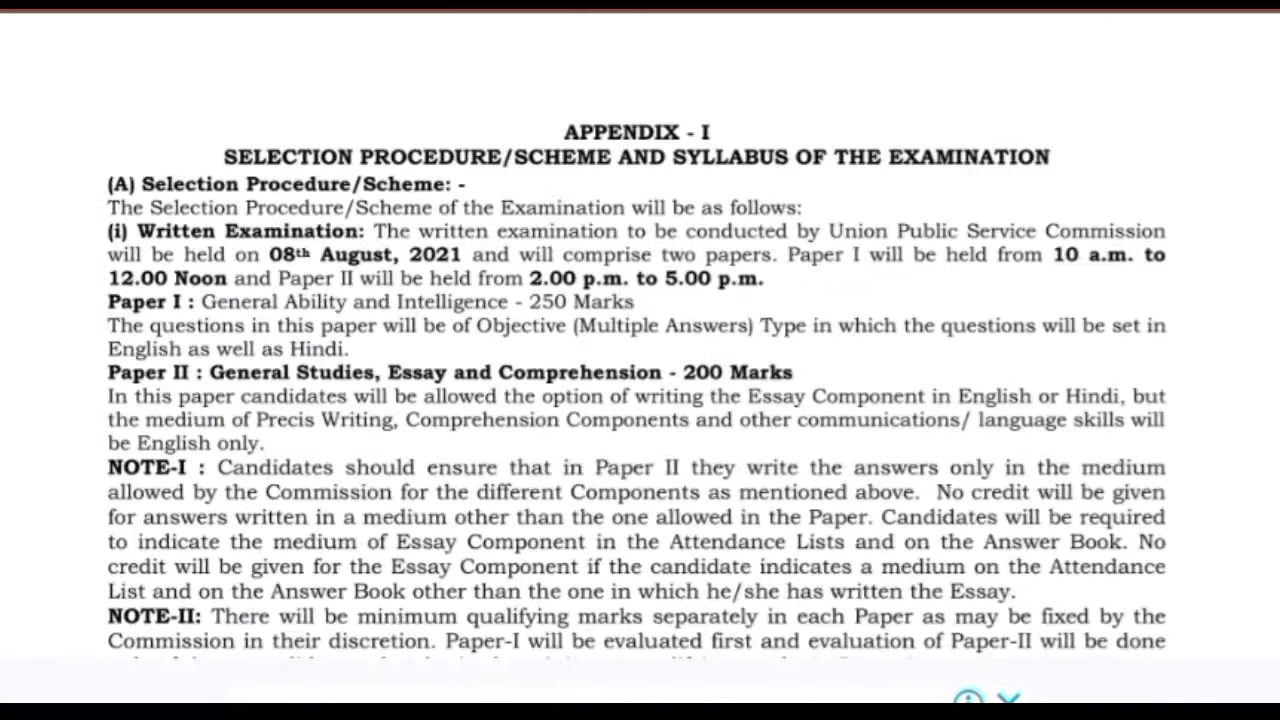 APPENDIX - I
SELECTION PROCEDURE/SCHEME AND SYLLABUS OF THE EXAMINATION
(A) Selection Procedure/Scheme: -
The Selection Procedure/Scheme of the Examination will be as follows:
(i) Written Examination: The written examination to be conducted by Union Public Service Commission
will be held on 08th August, 2021 and will comprise two papers. Paper I will be held from 10 a.m. to
12.00 Noon and Paper II will be held from 2.00 p.m. to 5.00 p.m.
Paper I : General Ability and Intelligence - 250 Marks
The questions in this paper will be of Objective (Multiple Answers) Type in which the questions will be set in
English as well as Hindi.
Paper II : General Studies, Essay and Comprehension - 200 Marks
In this paper candidates will be allowed the option of writing the Essay Component in English or Hindi, but
the medium of Precis Writing, Comprehension Components and other communications/ language skills will
be English only.
NOTE-I : Candidates should ensure that in Paper II they write the answers only in the medium
allowed by the Commission for the different Components as mentioned above. No credit will be given
for answers written in a medium other than the one allowed in the Paper. Candidates will be required
to indicate the medium of Essay Component in the Attendance Lists and on the Answer Book. No
credit will be given for the Essay Component if the candidate indicates a medium on the Attendance
List and on the Answer Book other than the one in which he/she has written the Essay.
NOTE-II: There will be minimum qualifying marks separately in each Paper as may be fixed by the
Commission in their discretion. Paper-I will be evaluated first and evaluation of Paper-II will be done